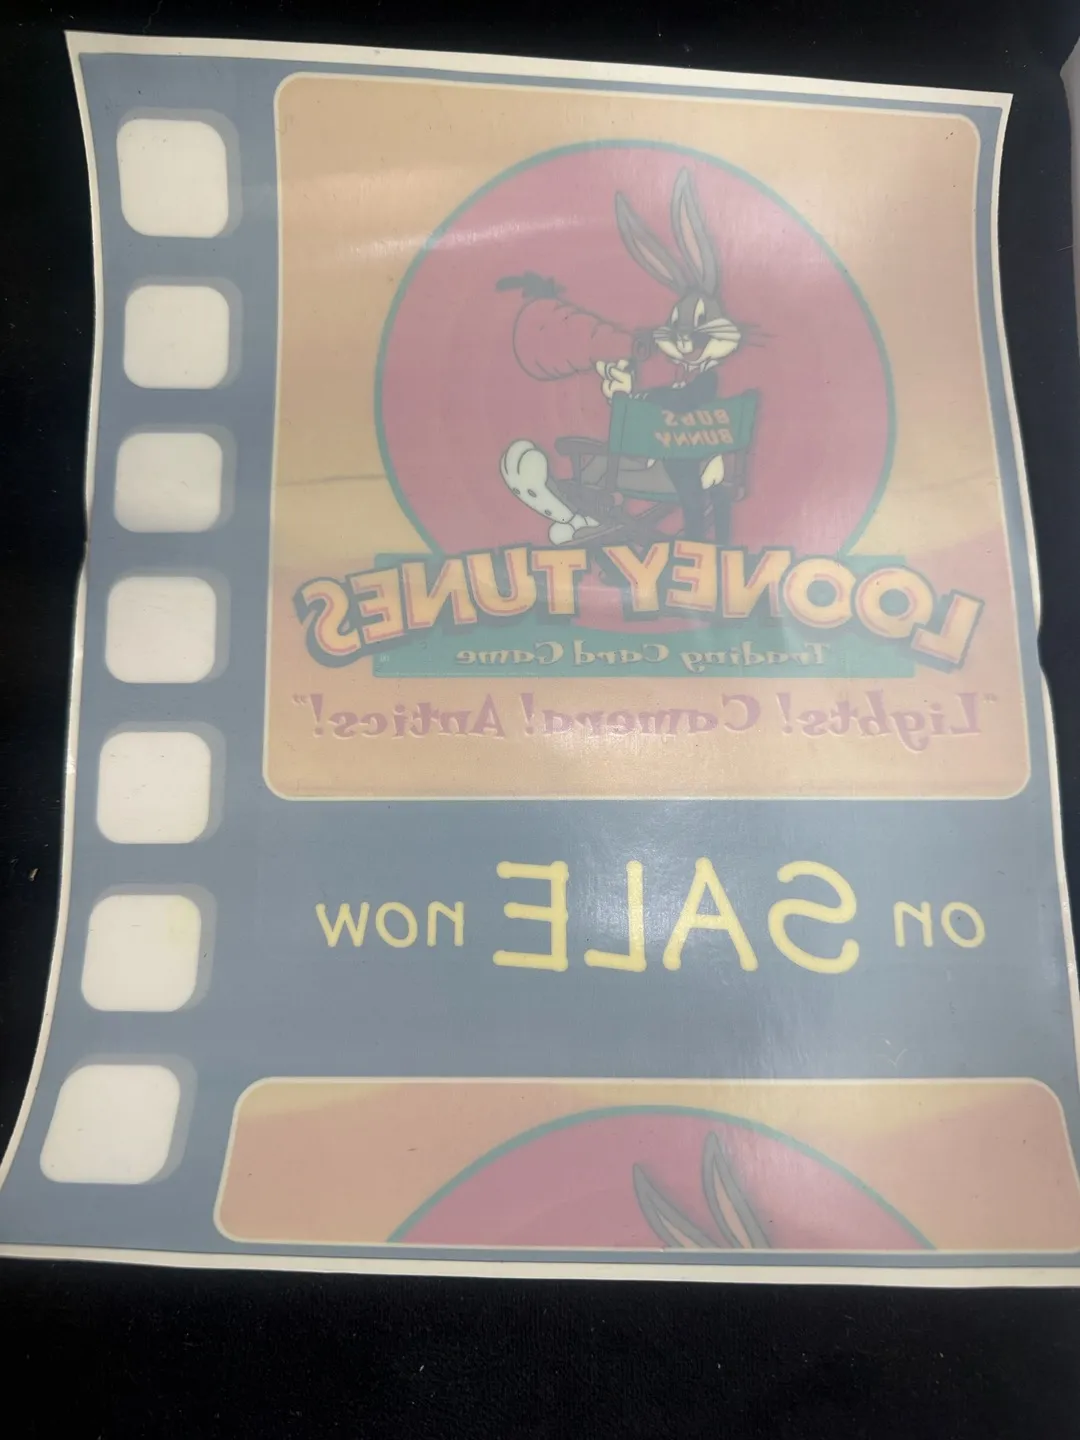 BUGS
BUNNY
LOONEY TUNES
Trading Card Game
"Lights! Camera! Antics!"
on SALE now